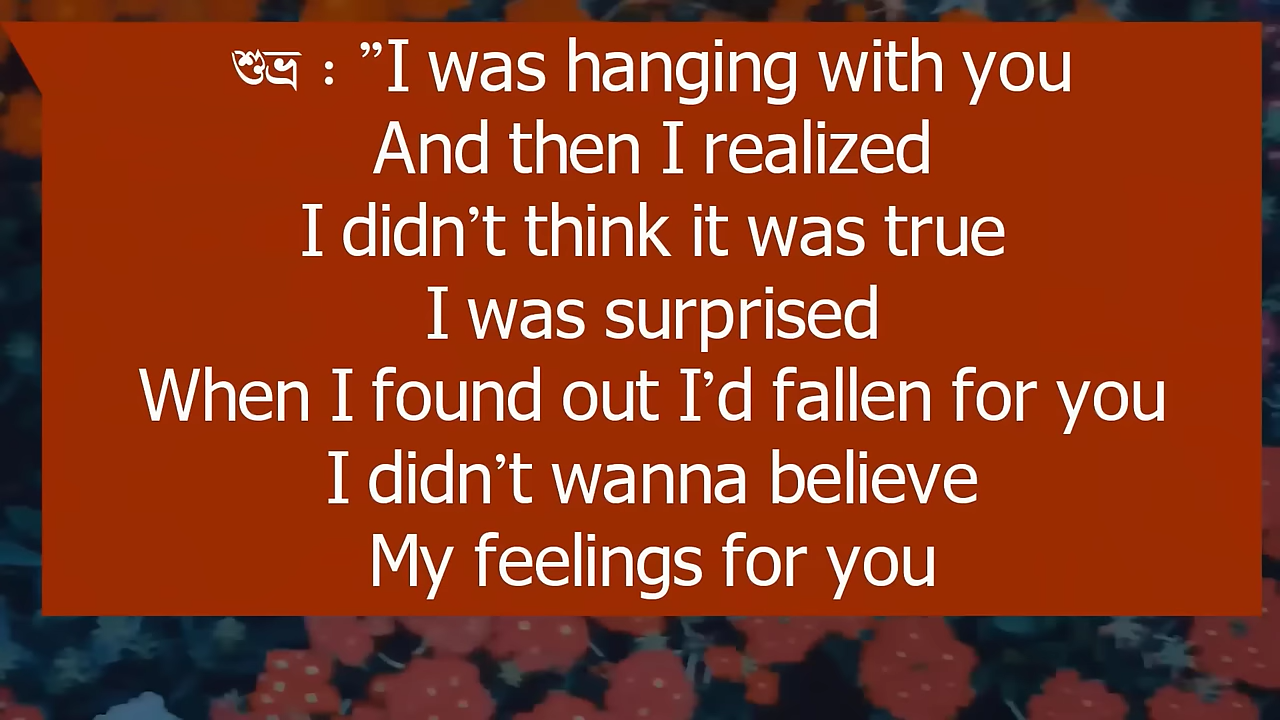 শুভ্র : ”I was hanging with you
And then I realized
I didn’t think it was true
I was surprised
When I found out I’d fallen for you
I didn’t wanna believe
My feelings for you